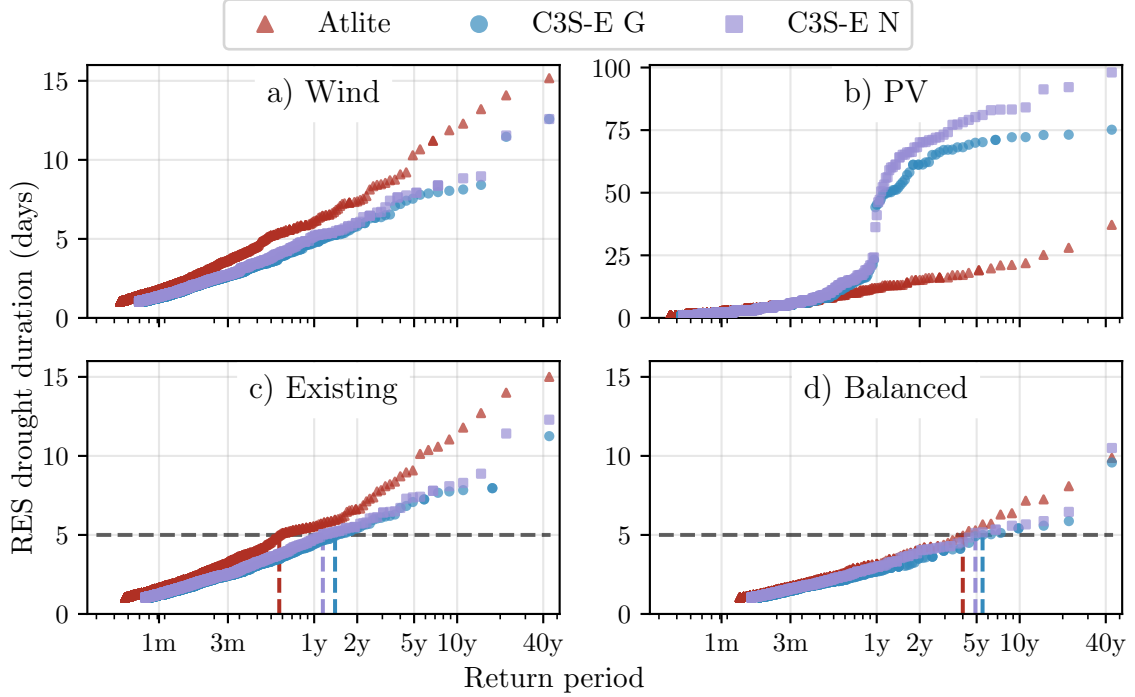 Atlite C3S-E G C3S-E N
a) Wind
15
10
5
0
b) PV
100
75
50
25
0
RES drought duration (days)
c) Existing
15
10
5
0
1m 3m 1y 2y 5y 10y 40y
d) Balanced
15
10
5
0
1m 3m 1y 2y 5y 10y 40y
Return period